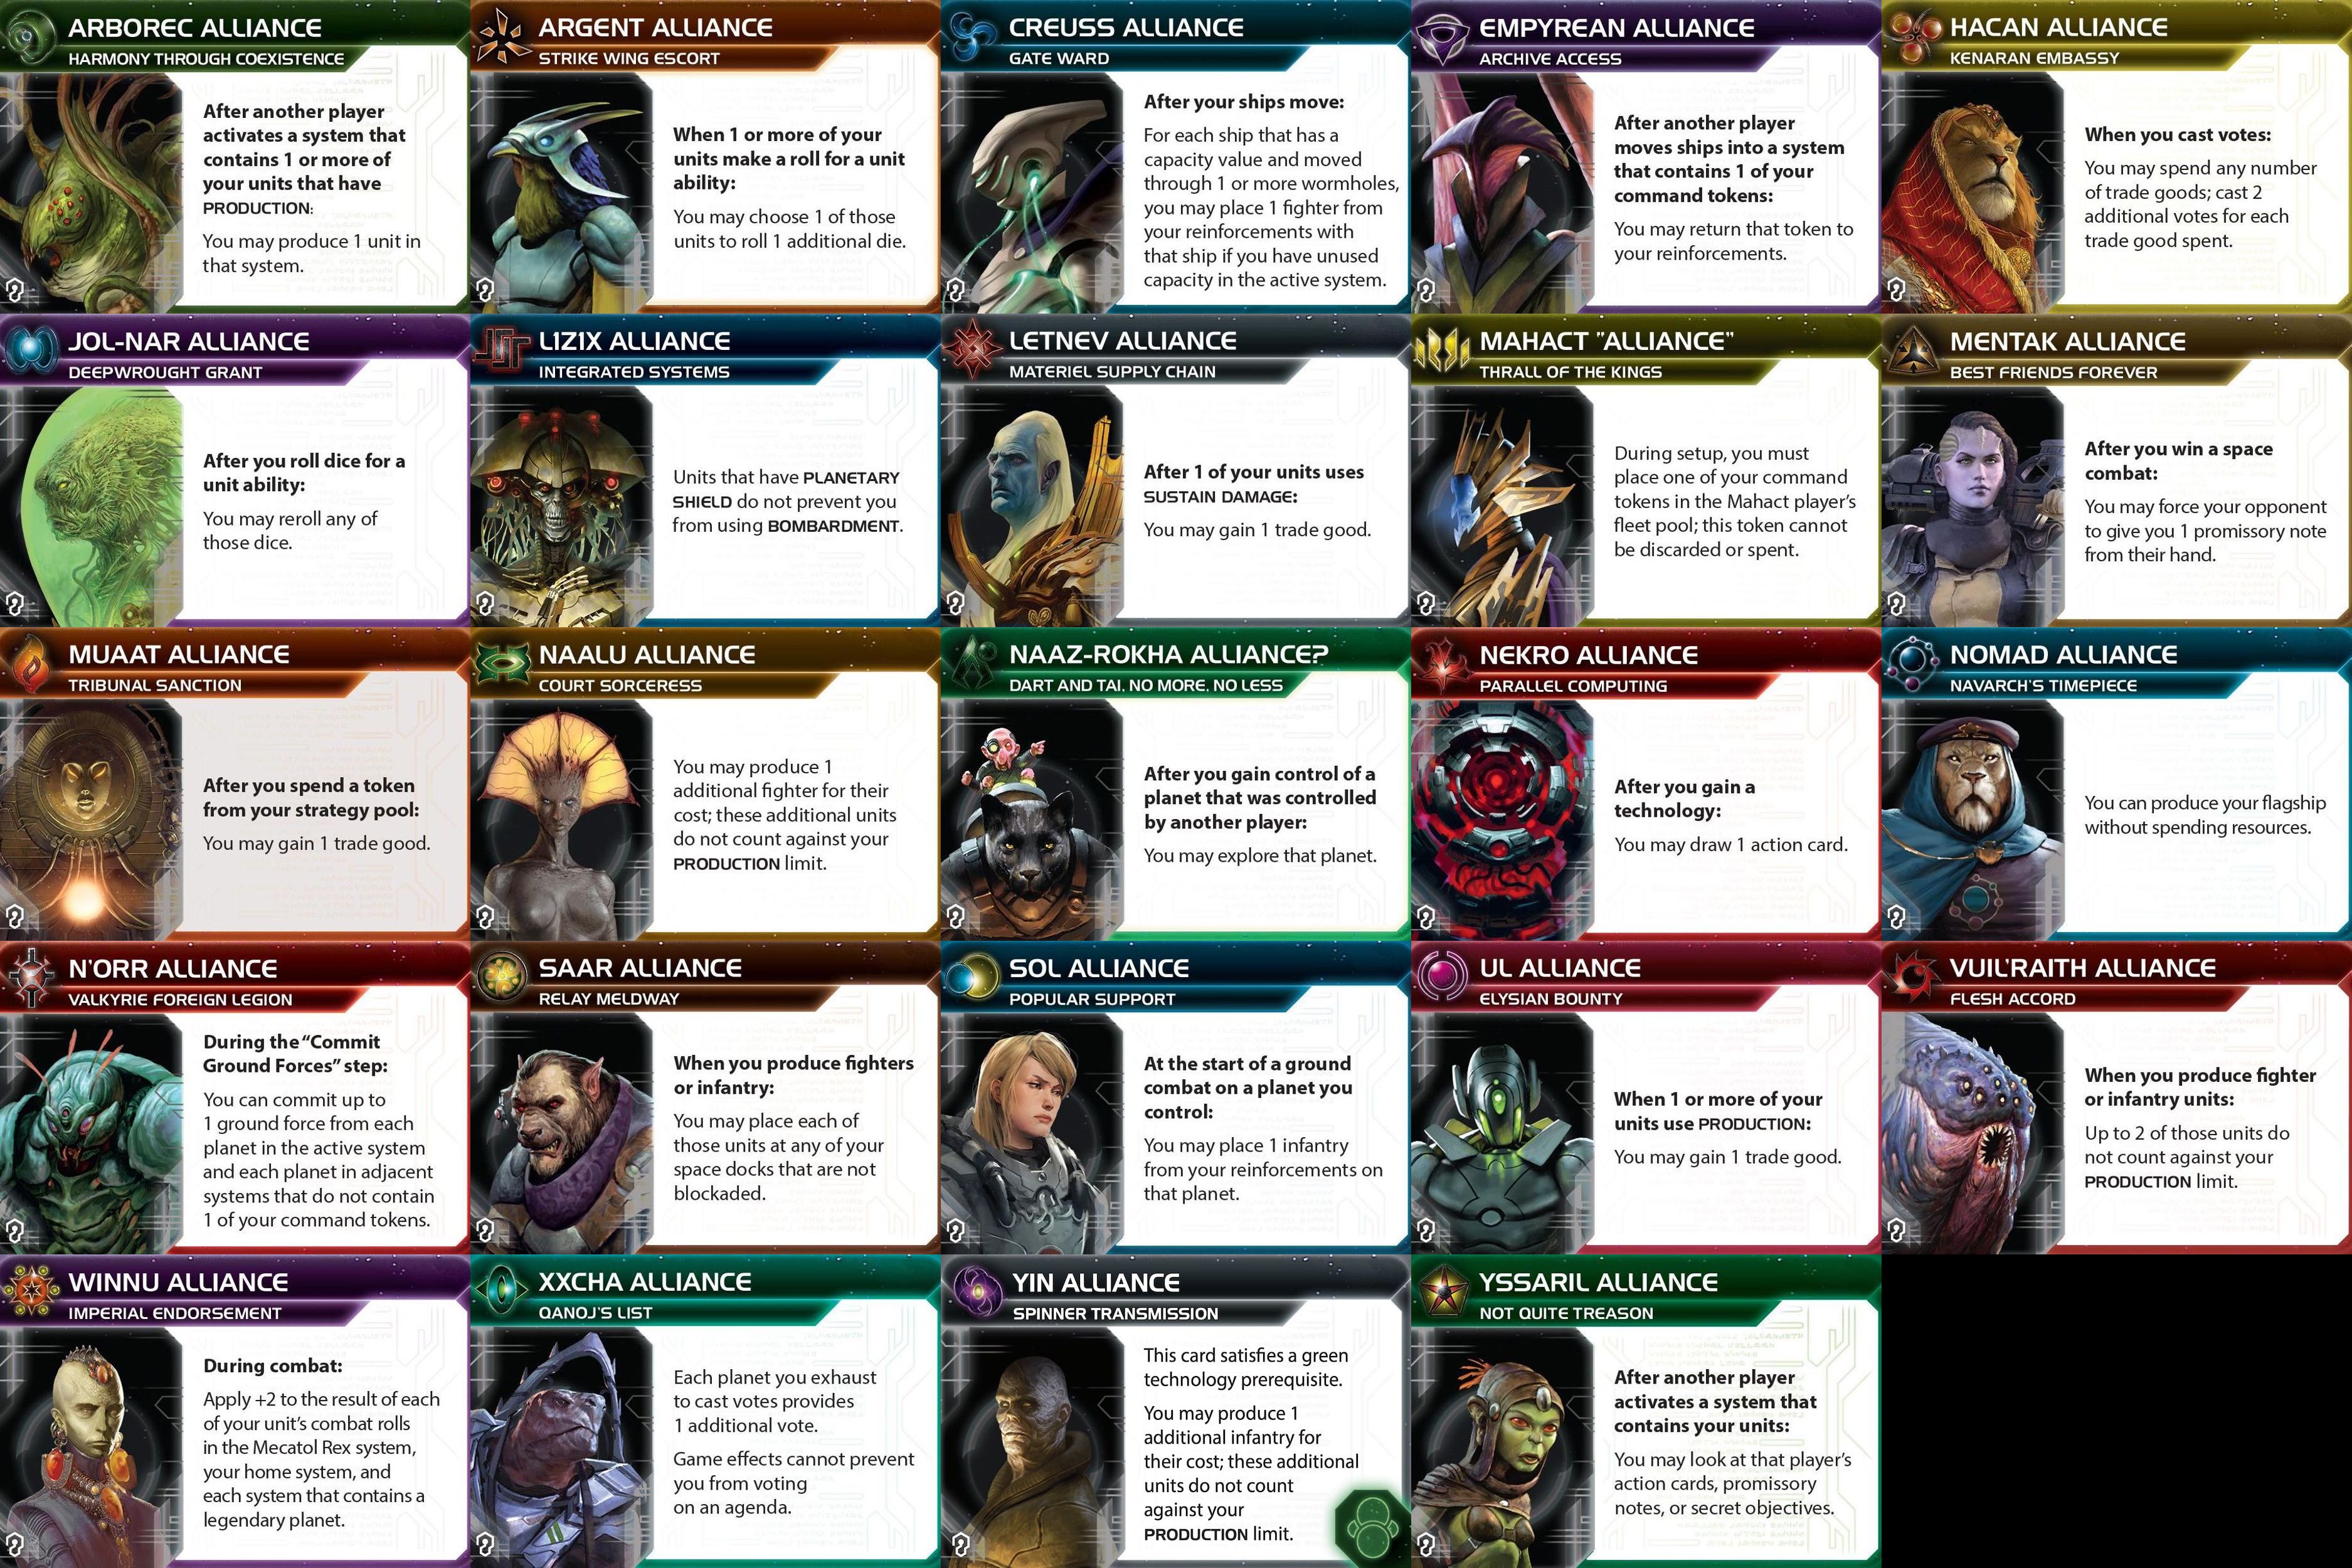 ARBOREC ALLIANCE
HARMONY THROUGH COEXISTENCE
After another player
activates a system that
contains 1 or more of
your units that have
PRODUCTION:
You may produce 1 unit in
that system.
ARGENT ALLIANCE
STRIKE WING ESCORT
When 1 or more of your
units make a roll for a unit
ability:
You may choose 1 of those
units to roll 1 additional die.
CREUSS ALLIANCE
GATE WARD
After your ships move:
For each ship that has a
capacity value and moved
through 1 or more wormholes,
you may place 1 fighter from
your reinforcements with
that ship if you have unused
capacity in the active system.
EMPYREAN ALLIANCE
ARCHIVE ACCESS
After another player
moves ships into a system
that contains 1 of your
command tokens:
You may return that token to
your reinforcements.
HACAN ALLIANCE
KENARAN EMBASSY
When you cast votes:
You may spend any number
of trade goods; cast 2
additional votes for each
trade good spent.
JOL-NAR ALLIANCE
DEEPWROUGHT GRANT
After you roll dice for a
unit ability:
You may reroll any of
those dice.
L1Z1X ALLIANCE
INTEGRATED SYSTEMS
Units that have PLANETARY
SHIELD do not prevent you
from using BOMBARDMENT.
LETNEV ALLIANCE
MATERIEL SUPPLY CHAIN
After 1 of your units uses
SUSTAIN DAMAGE:
You may gain 1 trade good.
MAHACT "ALLIANCE"
THRALL OF THE KINGS
During setup, you must
place one of your command
tokens in the Mahact player's
fleet pool; this token cannot
be discarded or spent.
MENTAK ALLIANCE
BEST FRIENDS FOREVER
After you win a space
combat:
You may force your opponent
to give you 1 promissory note
from their hand.
MUAAT ALLIANCE
TRIBUNAL SANCTION
After you spend a token
from your strategy pool:
You may gain 1 trade good.
NAALU ALLIANCE
COURT SORCERESS
You may produce 1
additional fighter for their
cost; these additional units
do not count against your
PRODUCTION limit.
NAAZ-ROKHA ALLIANCE?
DART AND TAI. NO MORE. NO LESS
After you gain control of a
planet that was controlled
by another player:
You may explore that planet.
NEKRO ALLIANCE
PARALLEL COMPUTING
After you gain a
technology:
You may draw 1 action card.
NOMAD ALLIANCE
NAVARCH'S TIMEPIECE
You can produce your flagship
without spending resources.
N'ORR ALLIANCE
VALKYRIE FOREIGN LEGION
During the "Commit
Ground Forces" step:
You can commit up to
1 ground force from each
planet in the active system
and each planet in adjacent
systems that do not contain
1 of your command tokens.
SAAR ALLIANCE
RELAY MELDWAY
When you produce fighters
or infantry:
You may place each of
those units at any of your
space docks that are not
blockaded.
SOL ALLIANCE
POPULAR SUPPORT
At the start of a ground
combat on a planet you
control:
You may place 1 infantry
from your reinforcements on
that planet.
UL ALLIANCE
ELYSIAN BOUNTY
When 1 or more of your
units use PRODUCTION:
You may gain 1 trade good.
VUIL'RAITH ALLIANCE
FLESH ACCORD
When you produce fighter
or infantry units:
Up to 2 of those units do
not count against your
PRODUCTION limit.
WINNU ALLIANCE
IMPERIAL ENDORSEMENT
During combat:
Apply +2 to the result of each
of your unit's combat rolls
in the Mecatol Rex system,
your home system, and
each system that contains a
legendary planet.
XXCHA ALLIANCE
QANOJ'S LIST
Each planet you exhaust
to cast votes provides
1 additional vote.
Game effects cannot prevent
you from voting
on an agenda.
YIN ALLIANCE
SPINNER TRANSMISSION
This card satisfies a green
technology prerequisite.
You may produce 1
additional infantry for
their cost; these additional
units do not count
against your
PRODUCTION limit.
YSSARIL ALLIANCE
NOT QUITE TREASON
After another player
activates a system that
contains your units:
You may look at that player's
action cards, promissory
notes, or secret objectives.